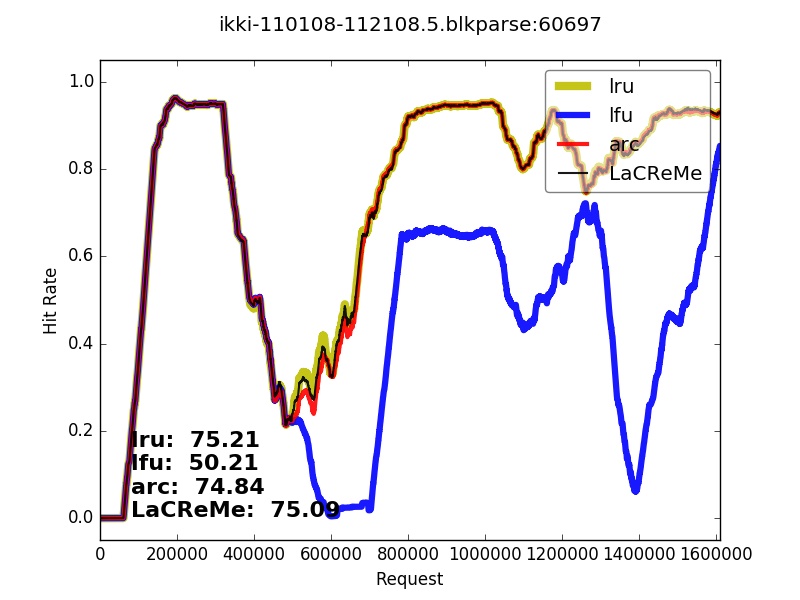 ikki-110108-112108.5.blkparse:60697
1.0
0.8
0.6
0.4
0.2
0.0
Hit Rate
lru
lfu
arc
LaCReMe
lru:  75.21
lfu:  50.21
arc:  74.84
LaCReMe:  75.09
0 200000 400000 600000 800000 1000000 1200000 1400000 1600000
Request